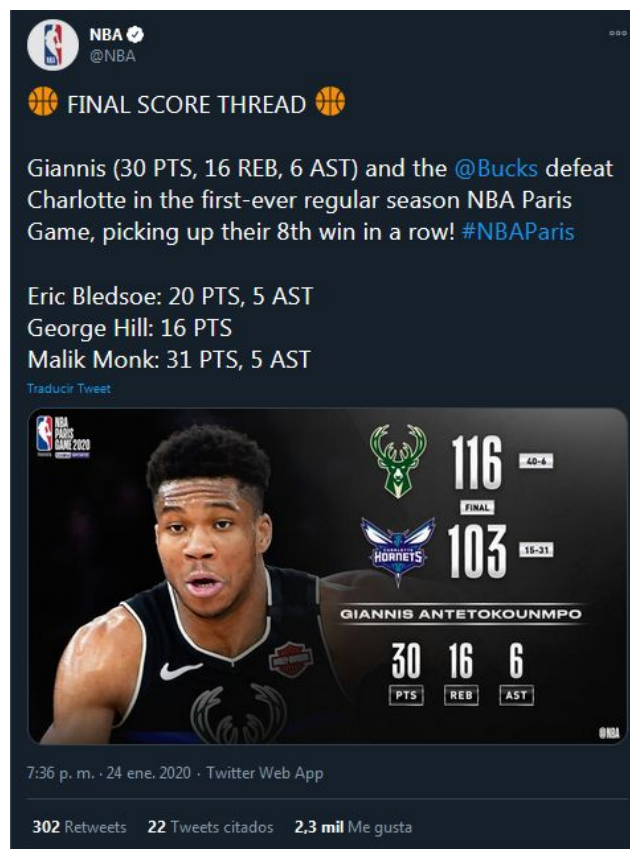 NBA
@NBA
FINAL SCORE THREAD
Giannis (30 PTS, 16 REB, 6 AST) and the @Bucks defeat
Charlotte in the first-ever regular season NBA Paris
Game, picking up their 8th win in a row! #NBAParis
Eric Bledsoe: 20 PTS, 5 AST
George Hill: 16 PTS
Malik Monk: 31 PTS, 5 AST
Traducir Tweet
NBA
PARIS
GAME 2020
116 40-6
FINAL
HORNETS
103 15-31
GIANNIS ANTETOKOUNMPO
30 16 6
PTS REB AST
@NBA
7:36 p. m. · 24 ene. 2020 · Twitter Web App
302 Retweets 22 Tweets citados 2,3 mil Me gusta